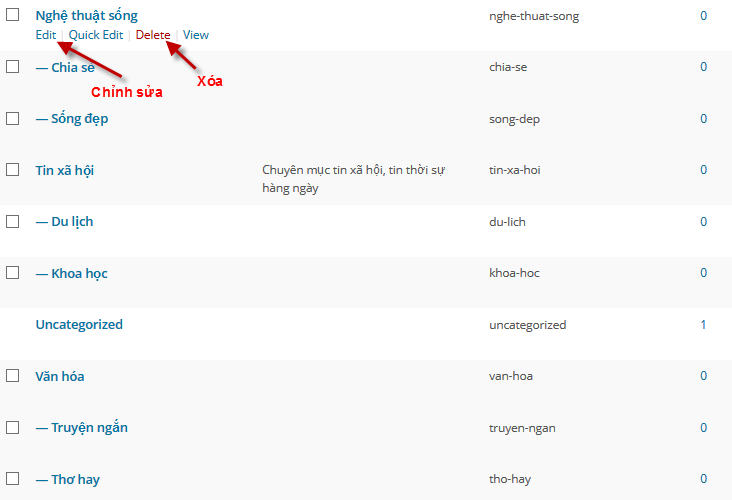 Nghệ thuật sống nghe-thuat-song 0
Edit | Quick Edit | Delete | View
— Chia sẻ chia-se 0
Chỉnh sửa Xóa
— Sống đẹp song-dep 0
Tin xã hội Chuyên mục tin xã hội, tin thời sự tin-xa-hoi 0
hàng ngày
— Du lịch du-lich 0
— Khoa học khoa-hoc 0
Uncategorized uncategorized 1
Văn hóa van-hoa 0
— Truyện ngắn truyen-ngan 0
— Thơ hay tho-hay 0